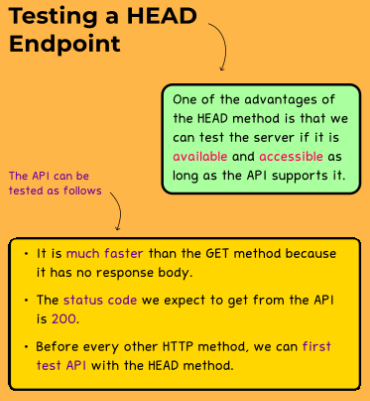 Testing a HEAD
Endpoint
One of the advantages of
the HEAD method is that we
can test the server if it is
available and accessible as
long as the API supports it.
The API can be
tested as follows
• It is much faster than the GET method because
it has no response body.
• The status code we expect to get from the API
is 200.
• Before every other HTTP method, we can first
test API with the HEAD method.